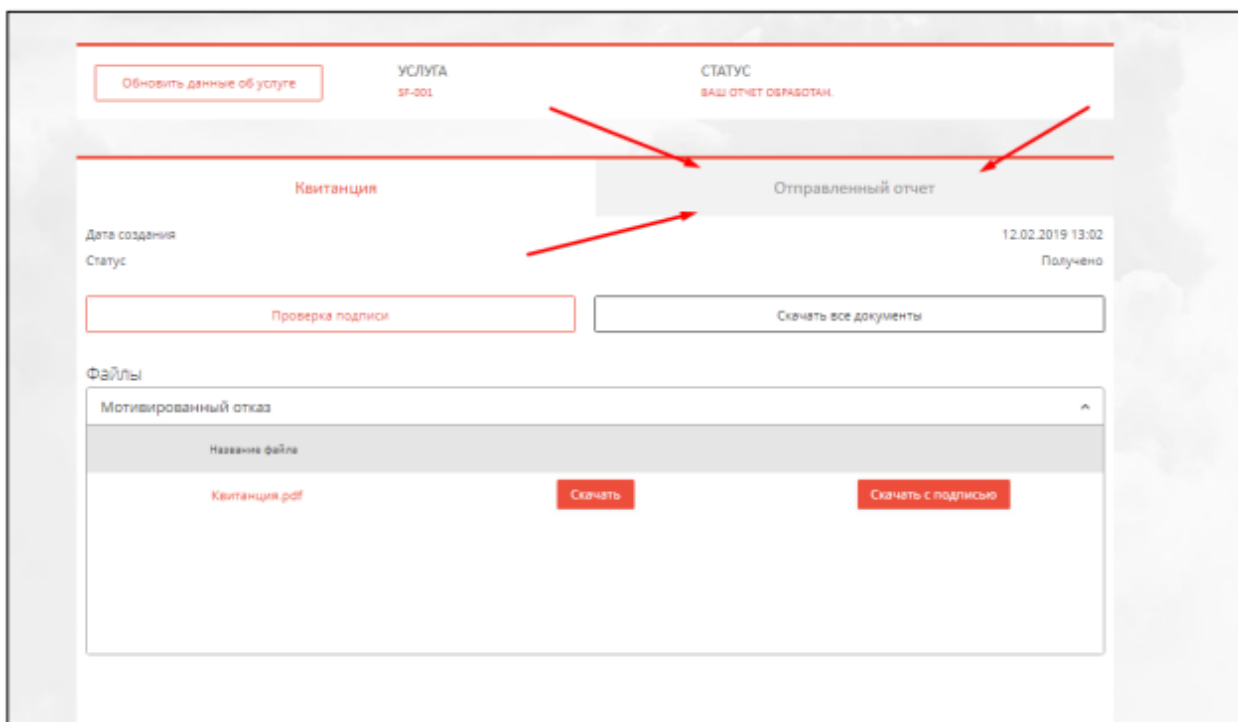 Обновить данные об услуге
УСЛУГА
SF-001
СТАТУС
ВАШ ОТЧЕТ ОБРАБОТАН.
Квитанция
Отправленный отчет
Дата создания
12.02.2019 13:02
Статус
Получено
Проверка подписи
Скачать все документы
Файлы
Мотивированный отказ
Название файла
Квитанция.pdf
Скачать
Скачать с подписью